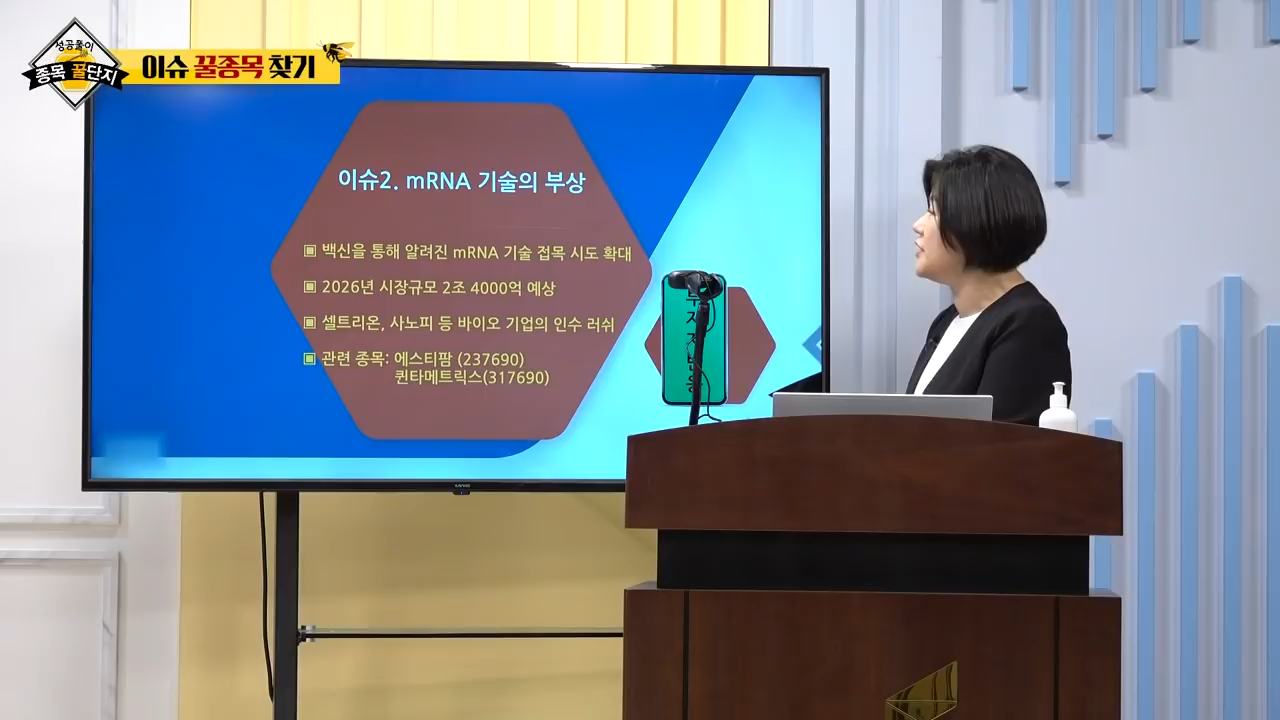 성공풀이
종목 꿀단지
이슈 꿀종목 찾기
이슈2. mRNA 기술의 부상
▣ 백신을 통해 알려진 mRNA 기술 접목 시도 확대
▣ 2026년 시장규모 2조 4000억 예상
▣ 셀트리온, 사노피 등 바이오 기업의 인수 러쉬
▣ 관련 종목: 에스티팜 (237690)
퀀타메트릭스(317690)